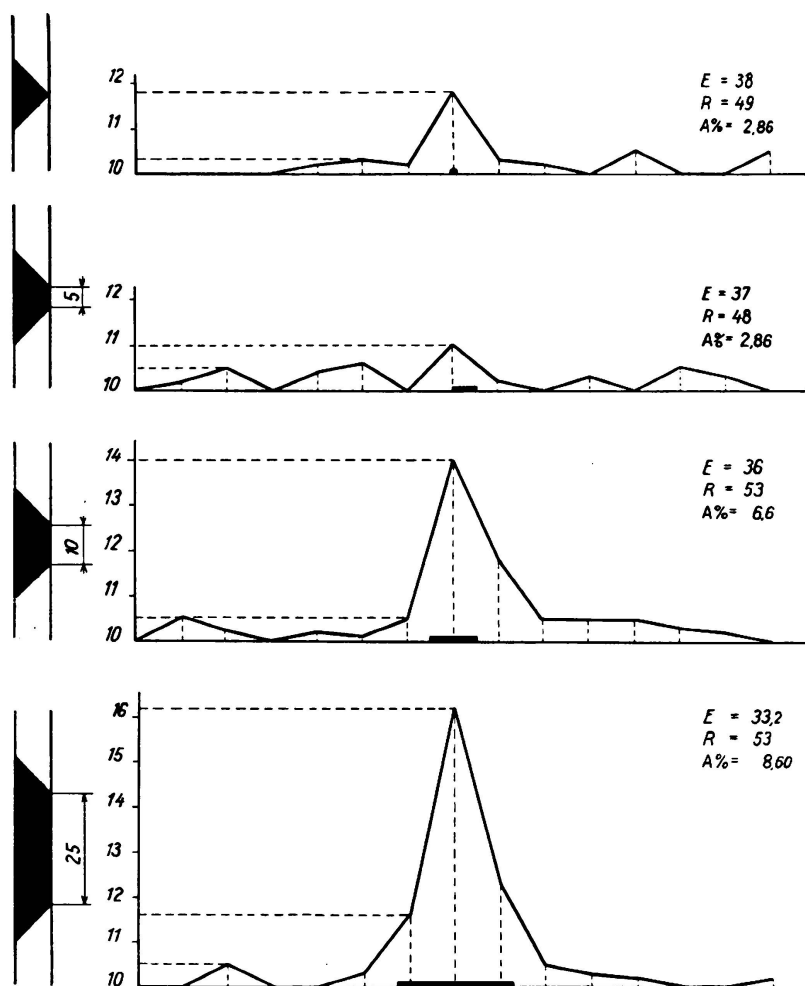 12
11
10
E = 38
R = 49
A% = 2,86
5
12
11
10
E = 37
R = 48
A% = 2,86
10
14
13
12
11
10
E = 36
R = 53
A% = 6,6
25
16
15
14
13
12
11
10
E = 33,2
R = 53
A% = 8,60